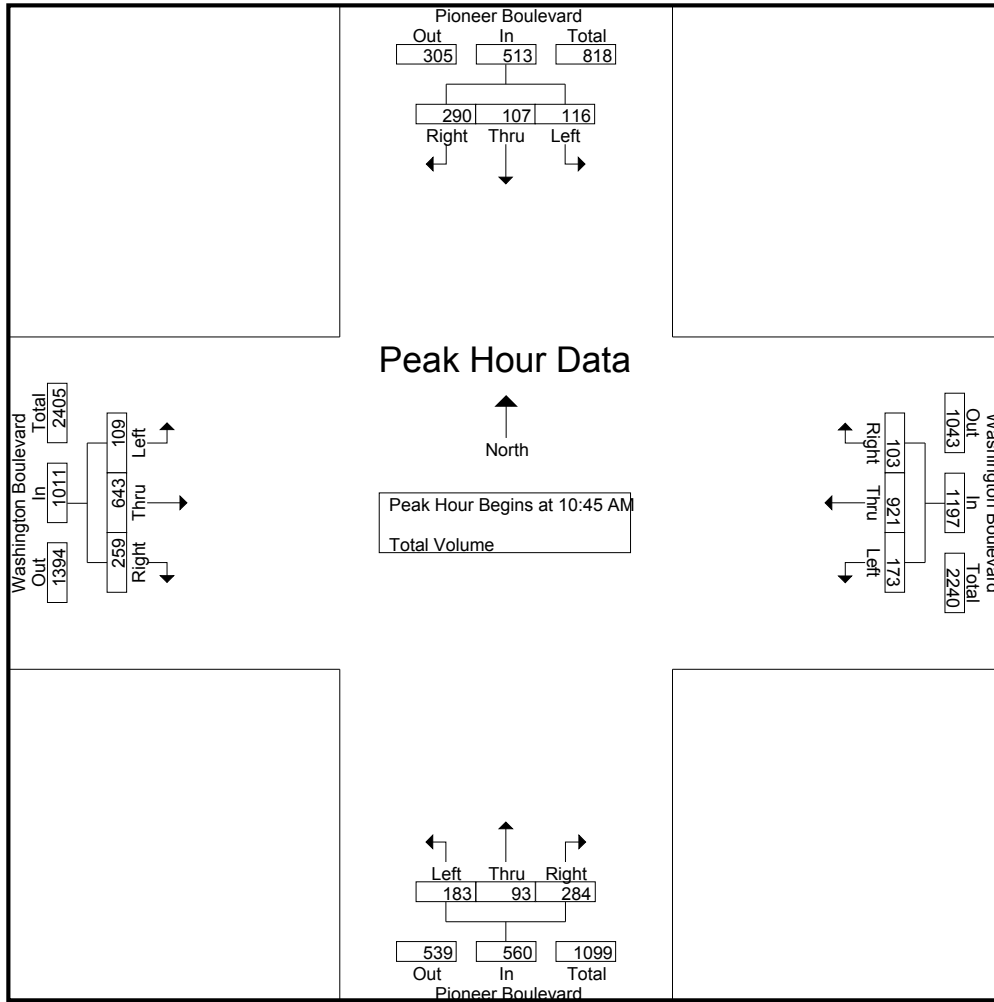 Pioneer Boulevard
Out In Total
305 513 818
290 107 116
Right Thru Left
Peak Hour Data
North
Peak Hour Begins at 10:45 AM
Total Volume
Washington Boulevard
Out In Total
1394 1011 2405
Right Thru Left
259 643 109
Washington Boulevard
Out In Total
1043 1197 2240
Right Thru Left
103 921 173
Left Thru Right
183 93 284
539 560 1099
Out In Total
Pioneer Boulevard